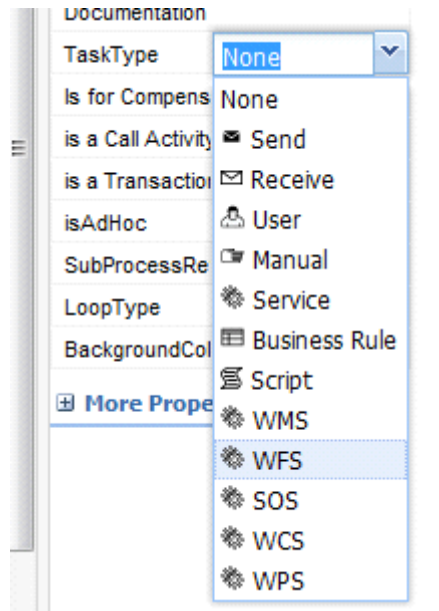 Documentation
TaskType None
Is for Compens None
is a Call Activity Send
is a Transaction Receive
isAdHoc User
SubProcessRe Manual
LoopType Service
BackgroundCol Business Rule
Script
More Prope WMS
WFS
SOS
WCS
WPS